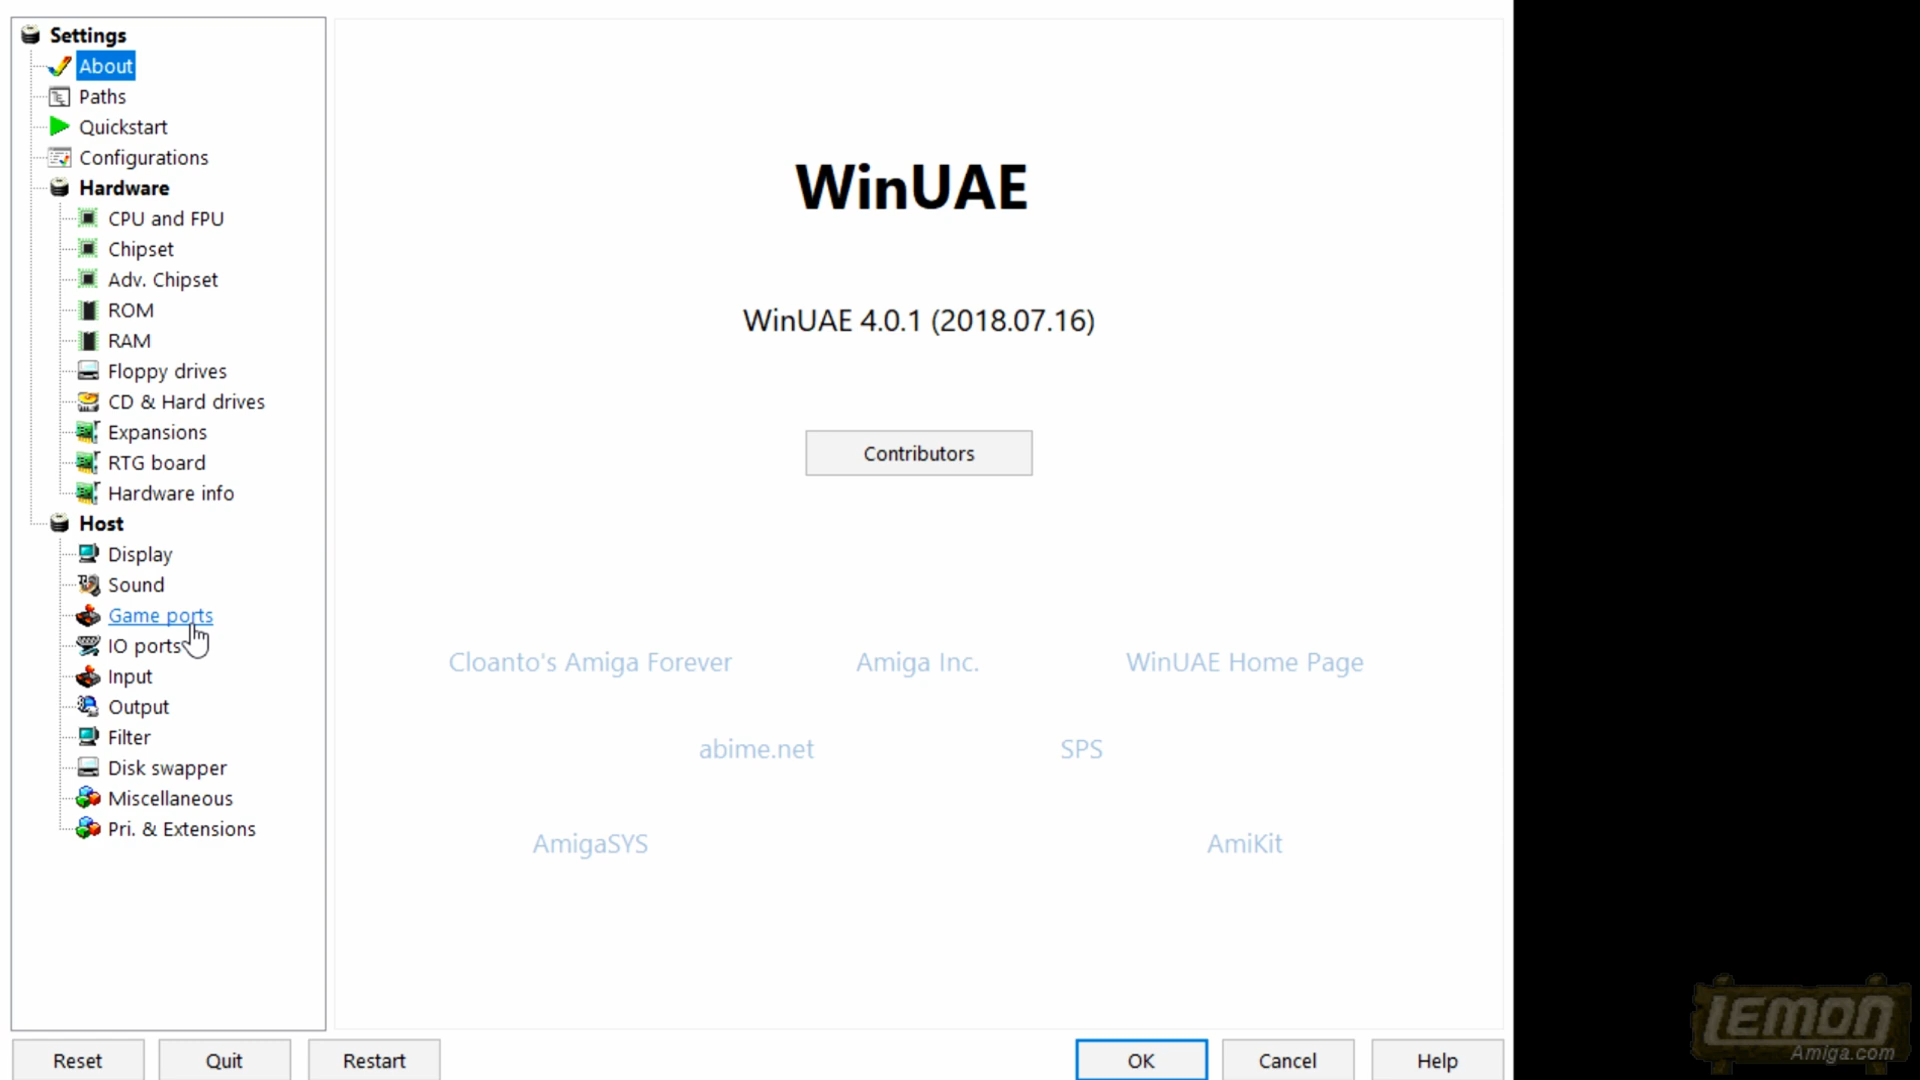 Settings
About
Paths
Quickstart
Configurations
Hardware
CPU and FPU
Chipset
Adv. Chipset
ROM
RAM
Floppy drives
CD & Hard drives
Expansions
RTG board
Hardware info
Host
Display
Sound
Game ports
IO ports
Input
Output
Filter
Disk swapper
Miscellaneous
Pri. & Extensions
WinUAE
WinUAE 4.0.1 (2018.07.16)
Contributors
Cloanto's Amiga Forever Amiga Inc. WinUAE Home Page
abime.net SPS
AmigaSYS AmiKit
Reset Quit Restart OK Cancel Help
LEMON
Amiga.com